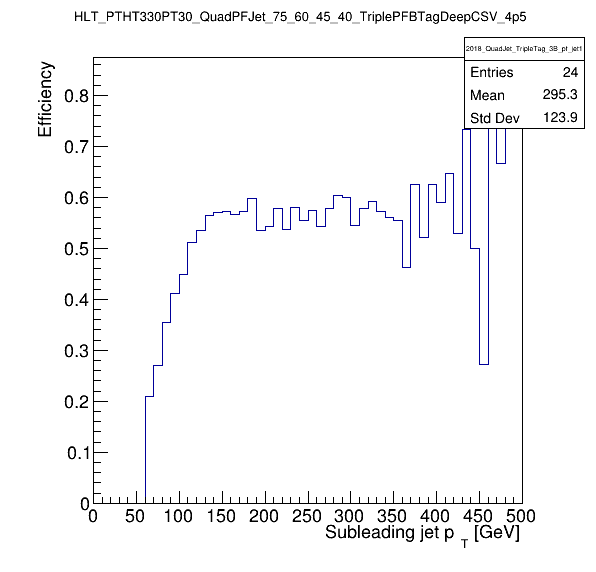 HLT_PTHT330PT30_QuadPFJet_75_60_45_40_TriplePFBTagDeepCSV_4p5
2018_QuadJet_TripleTag_3B_pf_jet1
Entries 24
Mean 295.3
Std Dev 123.9
Efficiency
0.8
0.7
0.6
0.5
0.4
0.3
0.2
0.1
0
0 50 100 150 200 250 300 350 400 450 500
Subleading jet p T [GeV]